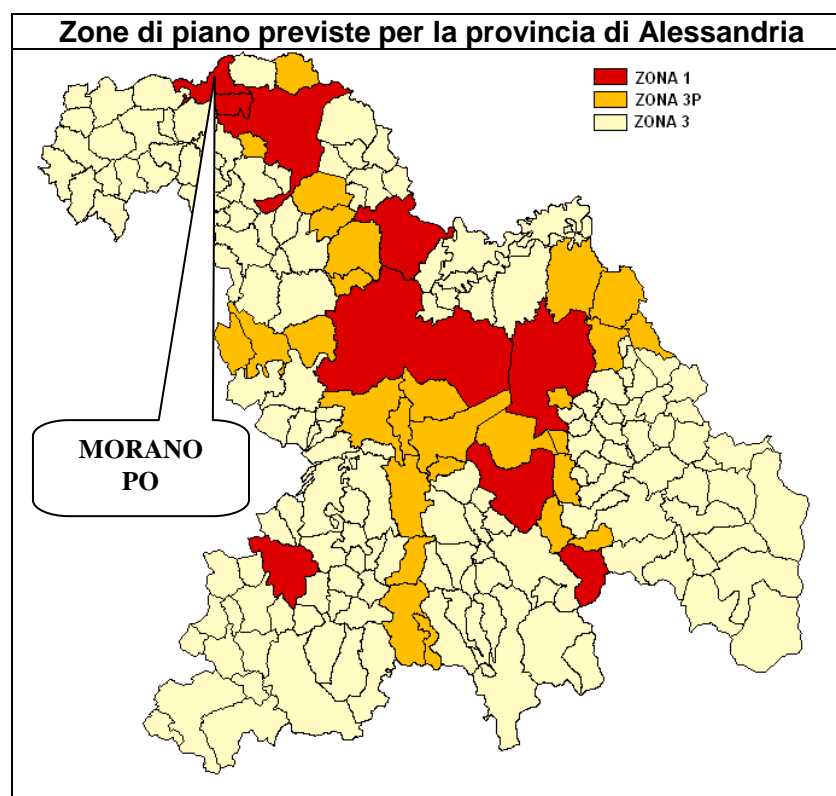 Zone di piano previste per la provincia di Alessandria
ZONA 1
ZONA 3P
ZONA 3
MORANO
PO